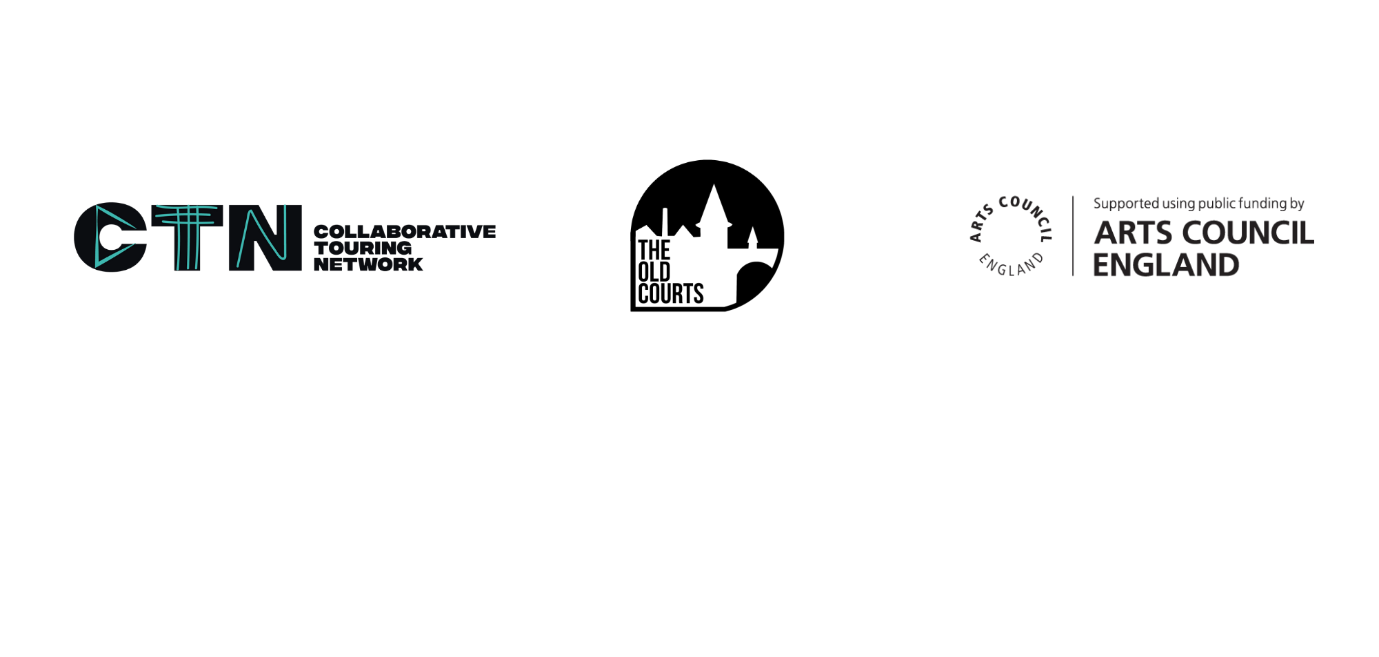 CTN
COLLABORATIVE
TOURING
NETWORK
THE
OLD
COURTS
ARTS COUNCIL
ENGLAND
Supported using public funding by
ARTS COUNCIL
ENGLAND